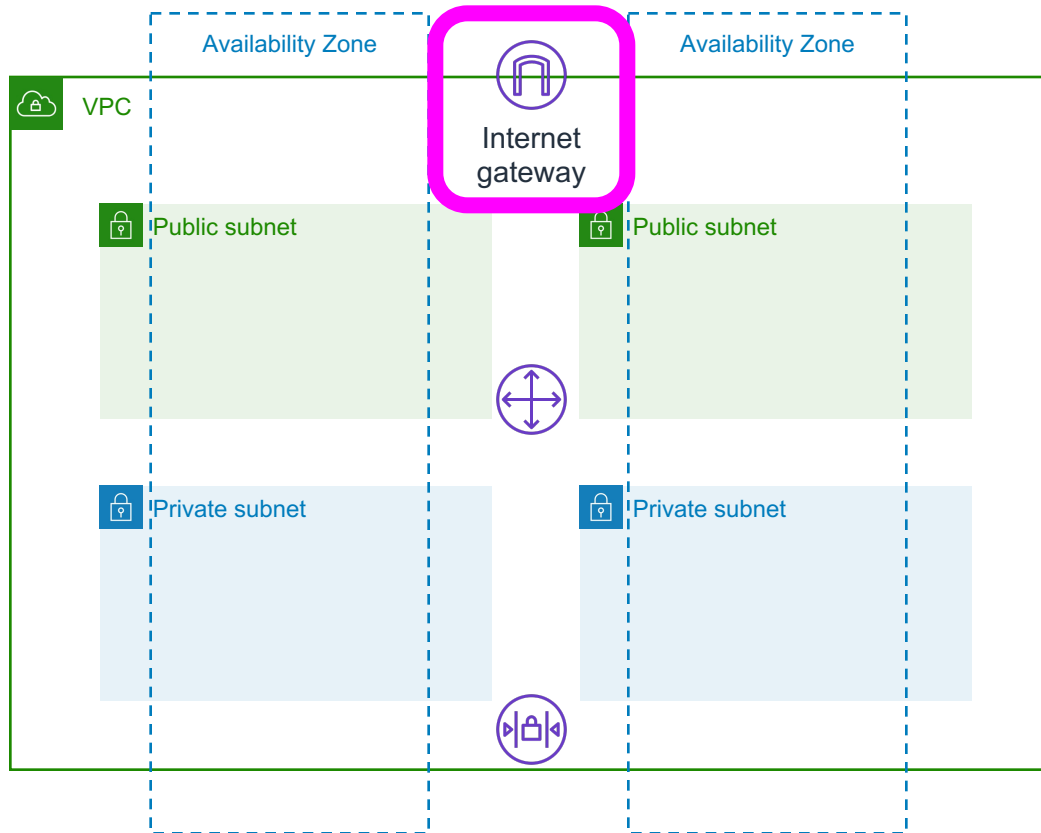 Availability Zone
Availability Zone
VPC
Internet
gateway
Public subnet
Public subnet
Private subnet
Private subnet